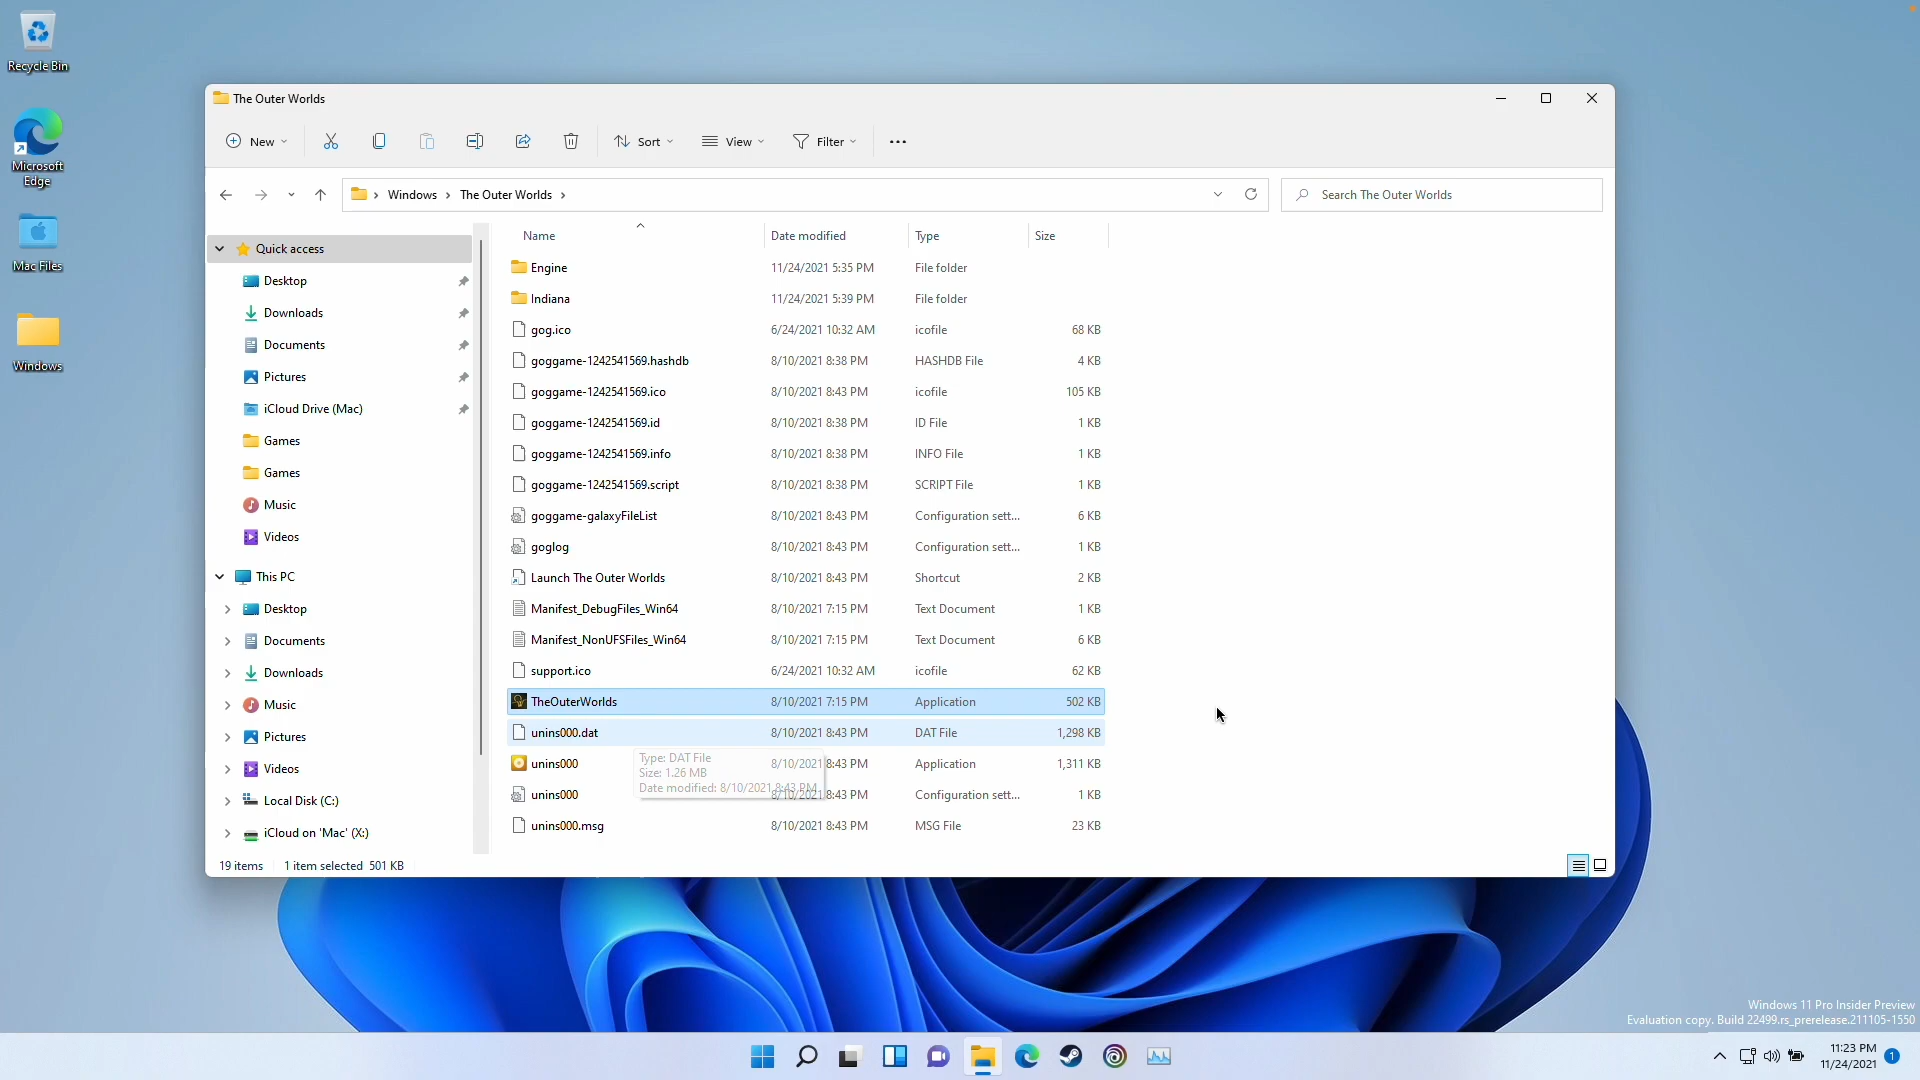 Recycle Bin
Microsoft
Edge
Mac Files
Windows
The Outer Worlds
New
Sort
View
Filter
Windows The Outer Worlds
Search The Outer Worlds
Quick access
Desktop
Downloads
Documents
Pictures
iCloud Drive (Mac)
Games
Games
Music
Videos
This PC
Desktop
Documents
Downloads
Music
Pictures
Videos
Local Disk (C:)
iCloud on 'Mac' (X:)
Name Date modified Type Size
Engine 11/24/2021 5:35 PM File folder
Indiana 11/24/2021 5:39 PM File folder
gog.ico 6/24/2021 10:32 AM icofile 68 KB
goggame-1242541569.hashdb 8/10/2021 8:38 PM HASHDB File 4 KB
goggame-1242541569.ico 8/10/2021 8:43 PM icofile 105 KB
goggame-1242541569.id 8/10/2021 8:38 PM ID File 1 KB
goggame-1242541569.info 8/10/2021 8:38 PM INFO File 1 KB
goggame-1242541569.script 8/10/2021 8:38 PM SCRIPT File 1 KB
goggame-galaxyFileList 8/10/2021 8:43 PM Configuration sett... 6 KB
goglog 8/10/2021 8:43 PM Configuration sett... 1 KB
Launch The Outer Worlds 8/10/2021 8:43 PM Shortcut 2 KB
Manifest_DebugFiles_Win64 8/10/2021 7:15 PM Text Document 1 KB
Manifest_NonUFSFiles_Win64 8/10/2021 7:15 PM Text Document 6 KB
support.ico 6/24/2021 10:32 AM icofile 62 KB
TheOuterWorlds 8/10/2021 7:15 PM Application 502 KB
unins000.dat 8/10/2021 8:43 PM DAT File 1,298 KB
unins000 8/10/2021 8:43 PM Application 1,311 KB
unins000 8/10/2021 8:43 PM Configuration sett... 1 KB
unins000.msg 8/10/2021 8:43 PM MSG File 23 KB
Type: DAT File
Size: 1.26 MB
Date modified: 8/10/2021 8:43 PM
19 items 1 item selected 501 KB
Windows 11 Pro Insider Preview
Evaluation copy. Build 22499.rs_prerelease.211105-1550
11:23 PM
11/24/2021
1